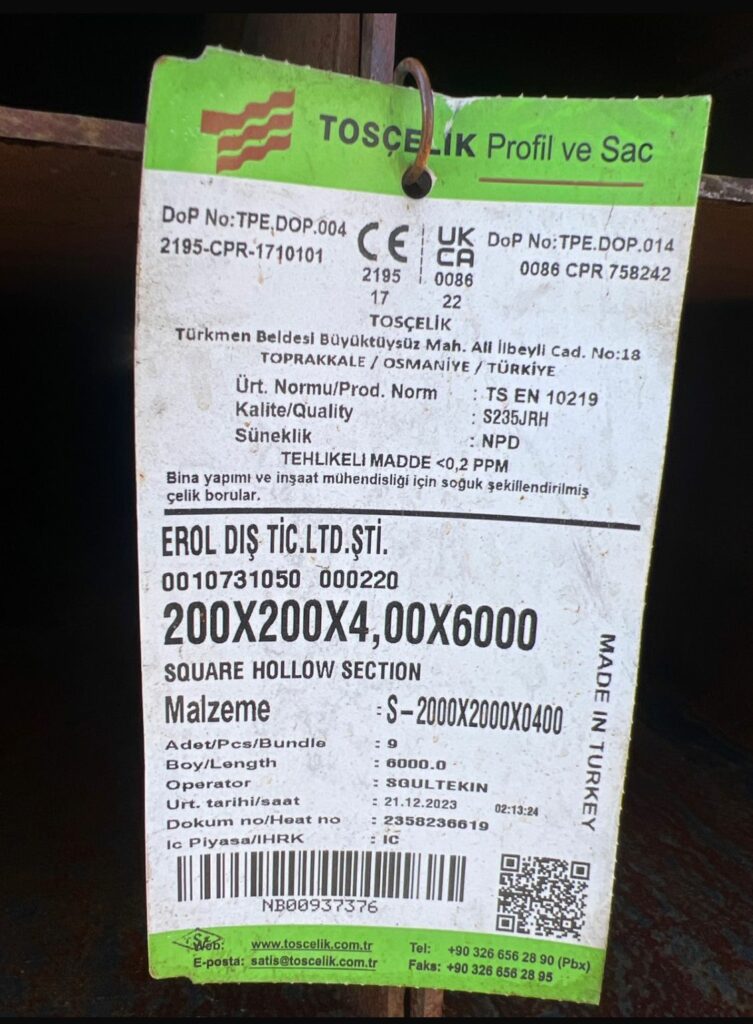 TOSÇELİK Profil ve Sac
DoP No:TPE.DOP.004
2195-CPR-1710101
CE
2195
17
UK
CA
0086
22
DoP No:TPE.DOP.014
0086 CPR 758242
TOSÇELİK
Türkmen Beldesi Büyüktüysüz Mah. Ali İlbeyli Cad. No:18
TOPRAKKALE / OSMANİYE / TÜRKİYE
Ürt. Normu/Prod. Norm : TS EN 10219
Kalite/Quality : S235JRH
Süneklik : NPD
TEHLIKELI MADDE <0,2 PPM
Bina yapımı ve inşaat mühendisliği için soğuk şekillendirilmiş
çelik borular.
EROL DIŞ TİC.LTD.ŞTİ.
0010731050 000220
200X200X4,00X6000
SQUARE HOLLOW SECTION
Malzeme : S-2000X2000X0400
Adet/Pcs/Bundle : 9
Boy/Length : 6000.0
Operator : SGULTEKIN
Urt. tarihi/saat : 21.12.2023 02:13:24
Dokum no/Heat no : 2358236619
Ic Piyasa/IHRK : IC
MADE IN TURKEY
NB00937376
Web: www.toscelik.com.tr
E-posta: satis@toscelik.com.tr
Tel: +90 326 656 28 90 (Pbx)
Faks: +90 326 656 28 95